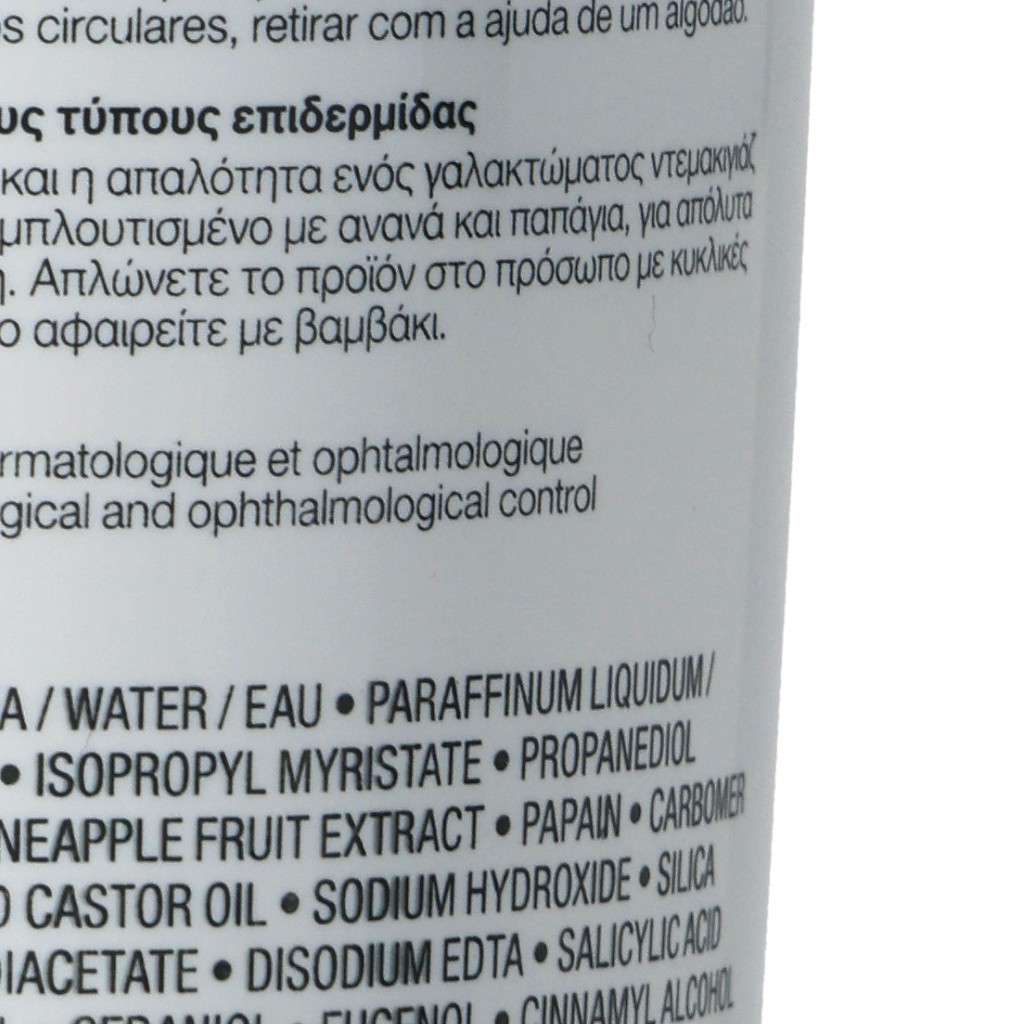 s circulares, retirar com a ajuda de um algodão.
υς τύπους επιδερμίδας
και η απαλότητα ενός γαλακτώματος ντεμακιγιάζ
μπλουτισμένο με ανανά και παπάγια, για απόλυτα
η. Απλώνετε το προϊόν στο πρόσωπο με κυκλικές
ο αφαιρείτε με βαμβάκι.
rmatologique et ophtalmologique
gical and ophthalmological control
A / WATER / EAU • PARAFFINUM LIQUIDUM /
• ISOPROPYL MYRISTATE • PROPANEDIOL
NEAPPLE FRUIT EXTRACT • PAPAIN • CARBOMER
D CASTOR OIL • SODIUM HYDROXIDE • SILICA
DIACETATE • DISODIUM EDTA • SALICYLIC ACID
• GERANIOL • EUGENOL • CINNAMYL ALCOHOL